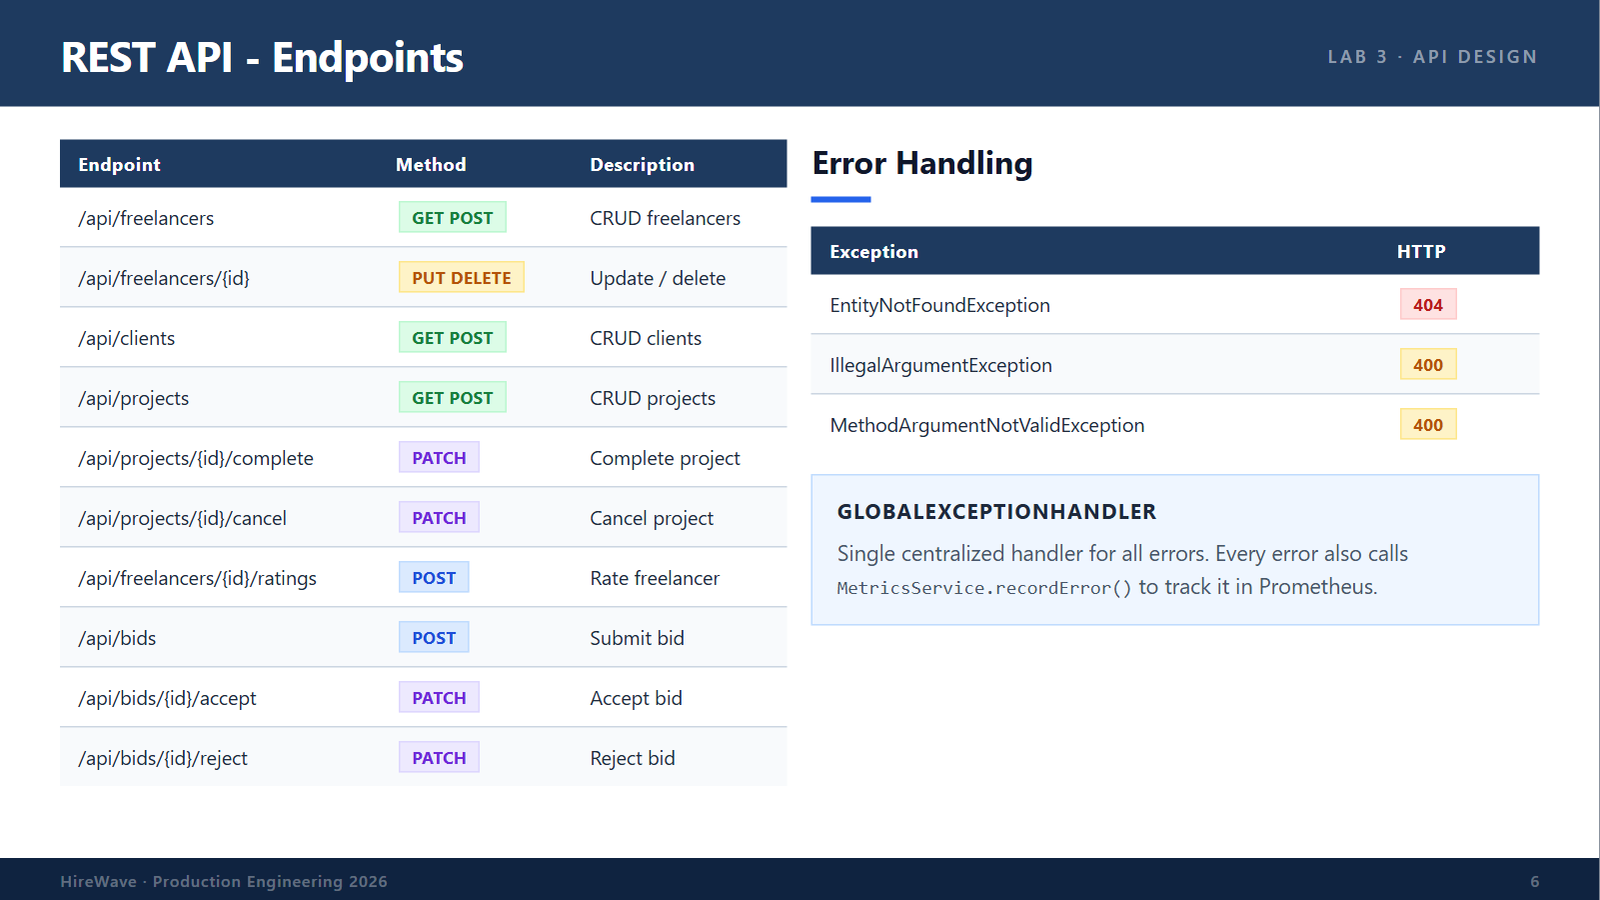 REST API - Endpoints
LAB 3 · API DESIGN
Endpoint Method Description
/api/freelancers GET POST CRUD freelancers
/api/freelancers/{id} PUT DELETE Update / delete
/api/clients GET POST CRUD clients
/api/projects GET POST CRUD projects
/api/projects/{id}/complete PATCH Complete project
/api/projects/{id}/cancel PATCH Cancel project
/api/freelancers/{id}/ratings POST Rate freelancer
/api/bids POST Submit bid
/api/bids/{id}/accept PATCH Accept bid
/api/bids/{id}/reject PATCH Reject bid
Error Handling
Exception HTTP
EntityNotFoundException 404
IllegalArgumentException 400
MethodArgumentNotValidException 400
GLOBALEXCEPTIONHANDLER
Single centralized handler for all errors. Every error also calls
MetricsService.recordError() to track it in Prometheus.
HireWave · Production Engineering 2026
6